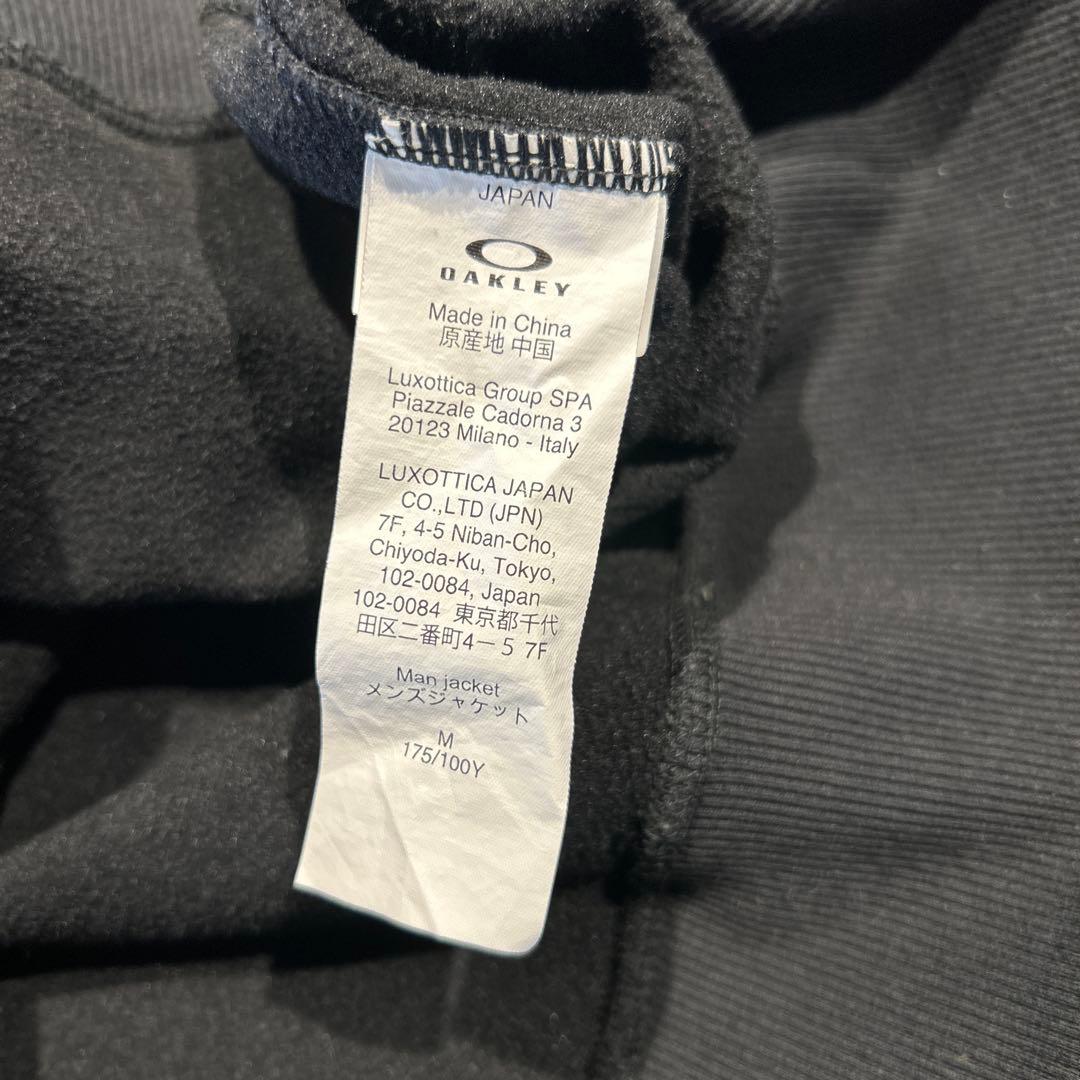 JAPAN
OAKLEY
Made in China
原産地 中国
Luxottica Group SPA
Piazzale Cadorna 3
20123 Milano - Italy
LUXOTTICA JAPAN
CO.,LTD (JPN)
7F, 4-5 Niban-Cho,
Chiyoda-Ku, Tokyo,
102-0084, Japan
102-0084 東京都千代
田区二番町4ー5 7F
Man jacket
メンズジャケット
M
175/100Y